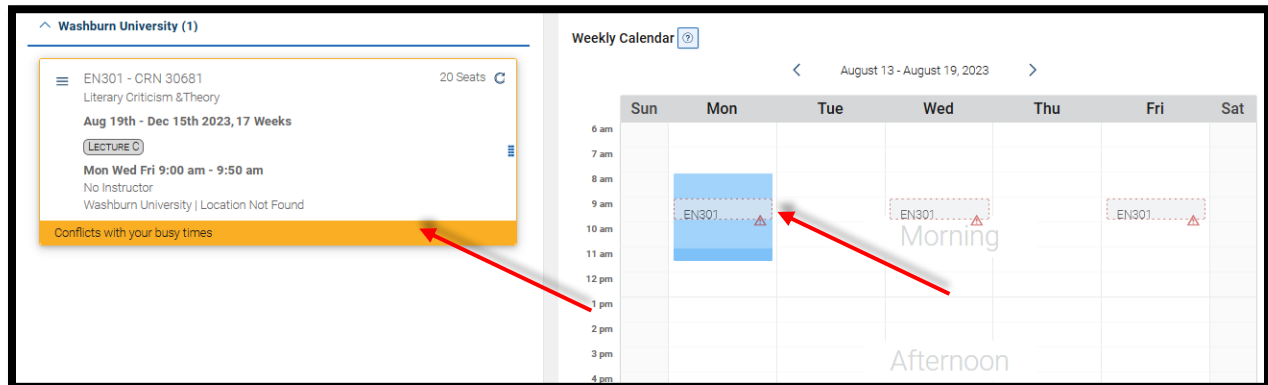 Washburn University (1)
EN301 - CRN 30681
20 Seats
Literary Criticism &Theory
Aug 19th - Dec 15th 2023, 17 Weeks
LECTURE C
Mon Wed Fri 9:00 am - 9:50 am
No Instructor
Washburn University | Location Not Found
Conflicts with your busy times
Weekly Calendar ?
August 13 - August 19, 2023
Sun Mon Tue Wed Thu Fri Sat
6 am
7 am
8 am
9 am
EN301 EN301 EN301
10 am
Morning
11 am
12 pm
1 pm
2 pm
3 pm
Afternoon
4 pm